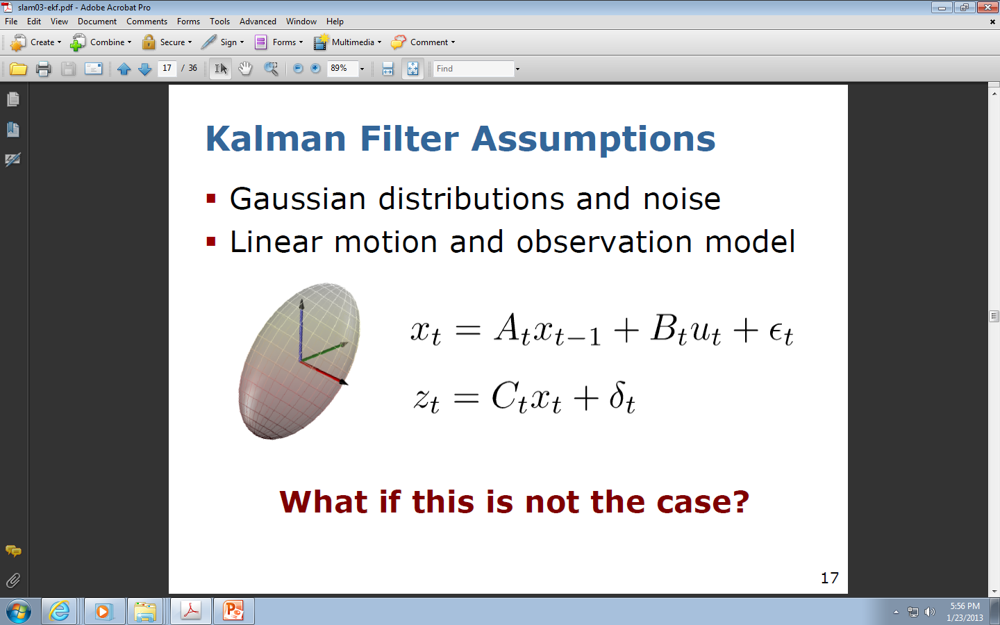 slam03-ekf.pdf - Adobe Acrobat Pro
File Edit View Document Comments Forms Tools Advanced Window Help
Create Combine Secure Sign Forms Multimedia Comment
17 / 36 89% Find
Kalman Filter Assumptions
Gaussian distributions and noise
Linear motion and observation model
x_t = A_t x_{t-1} + B_t u_t + ϵ_t
z_t = C_t x_t + δ_t
What if this is not the case?
17
5:56 PM
1/23/2013